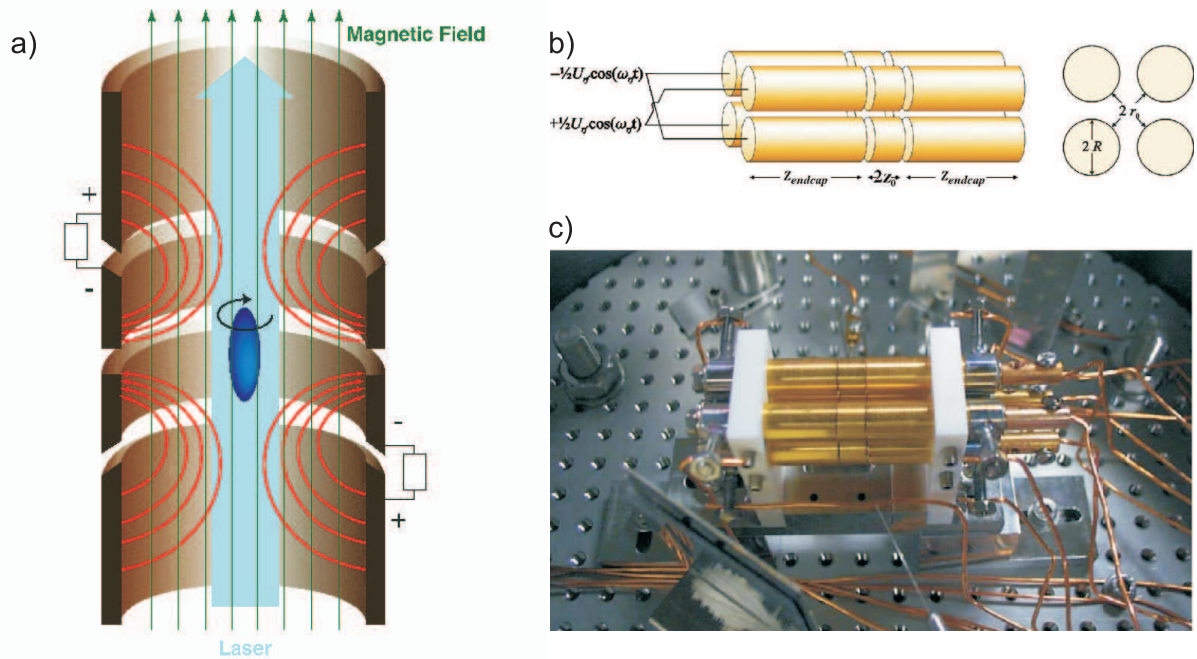 a)
Magnetic Field
+
-
-
+
Laser
b)
−½U₀cos(ω₀t)
+½U₀cos(ω₀t)
z_endcap
2z₀
z_endcap
2 r₀
2 R
c)